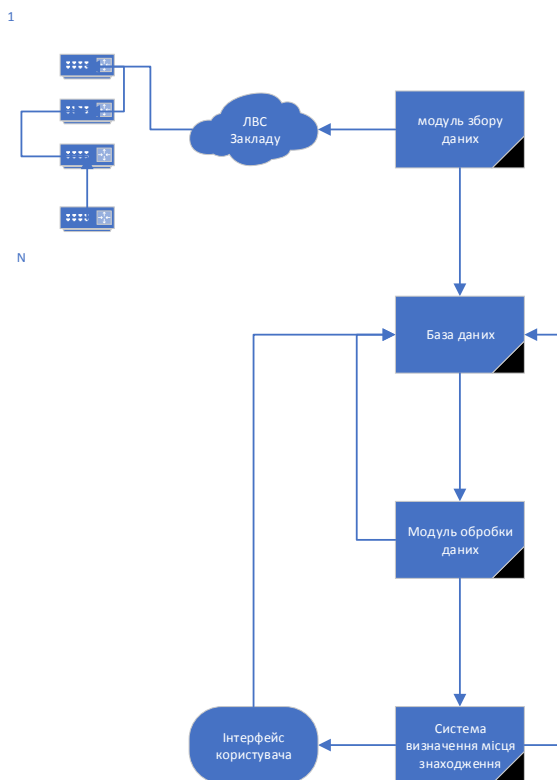 1
ЛВС
Закладу
модуль збору
даних
N
База даних
Модуль обробки
даних
Інтерфейс
користувача
Система
визначення місця
знаходження